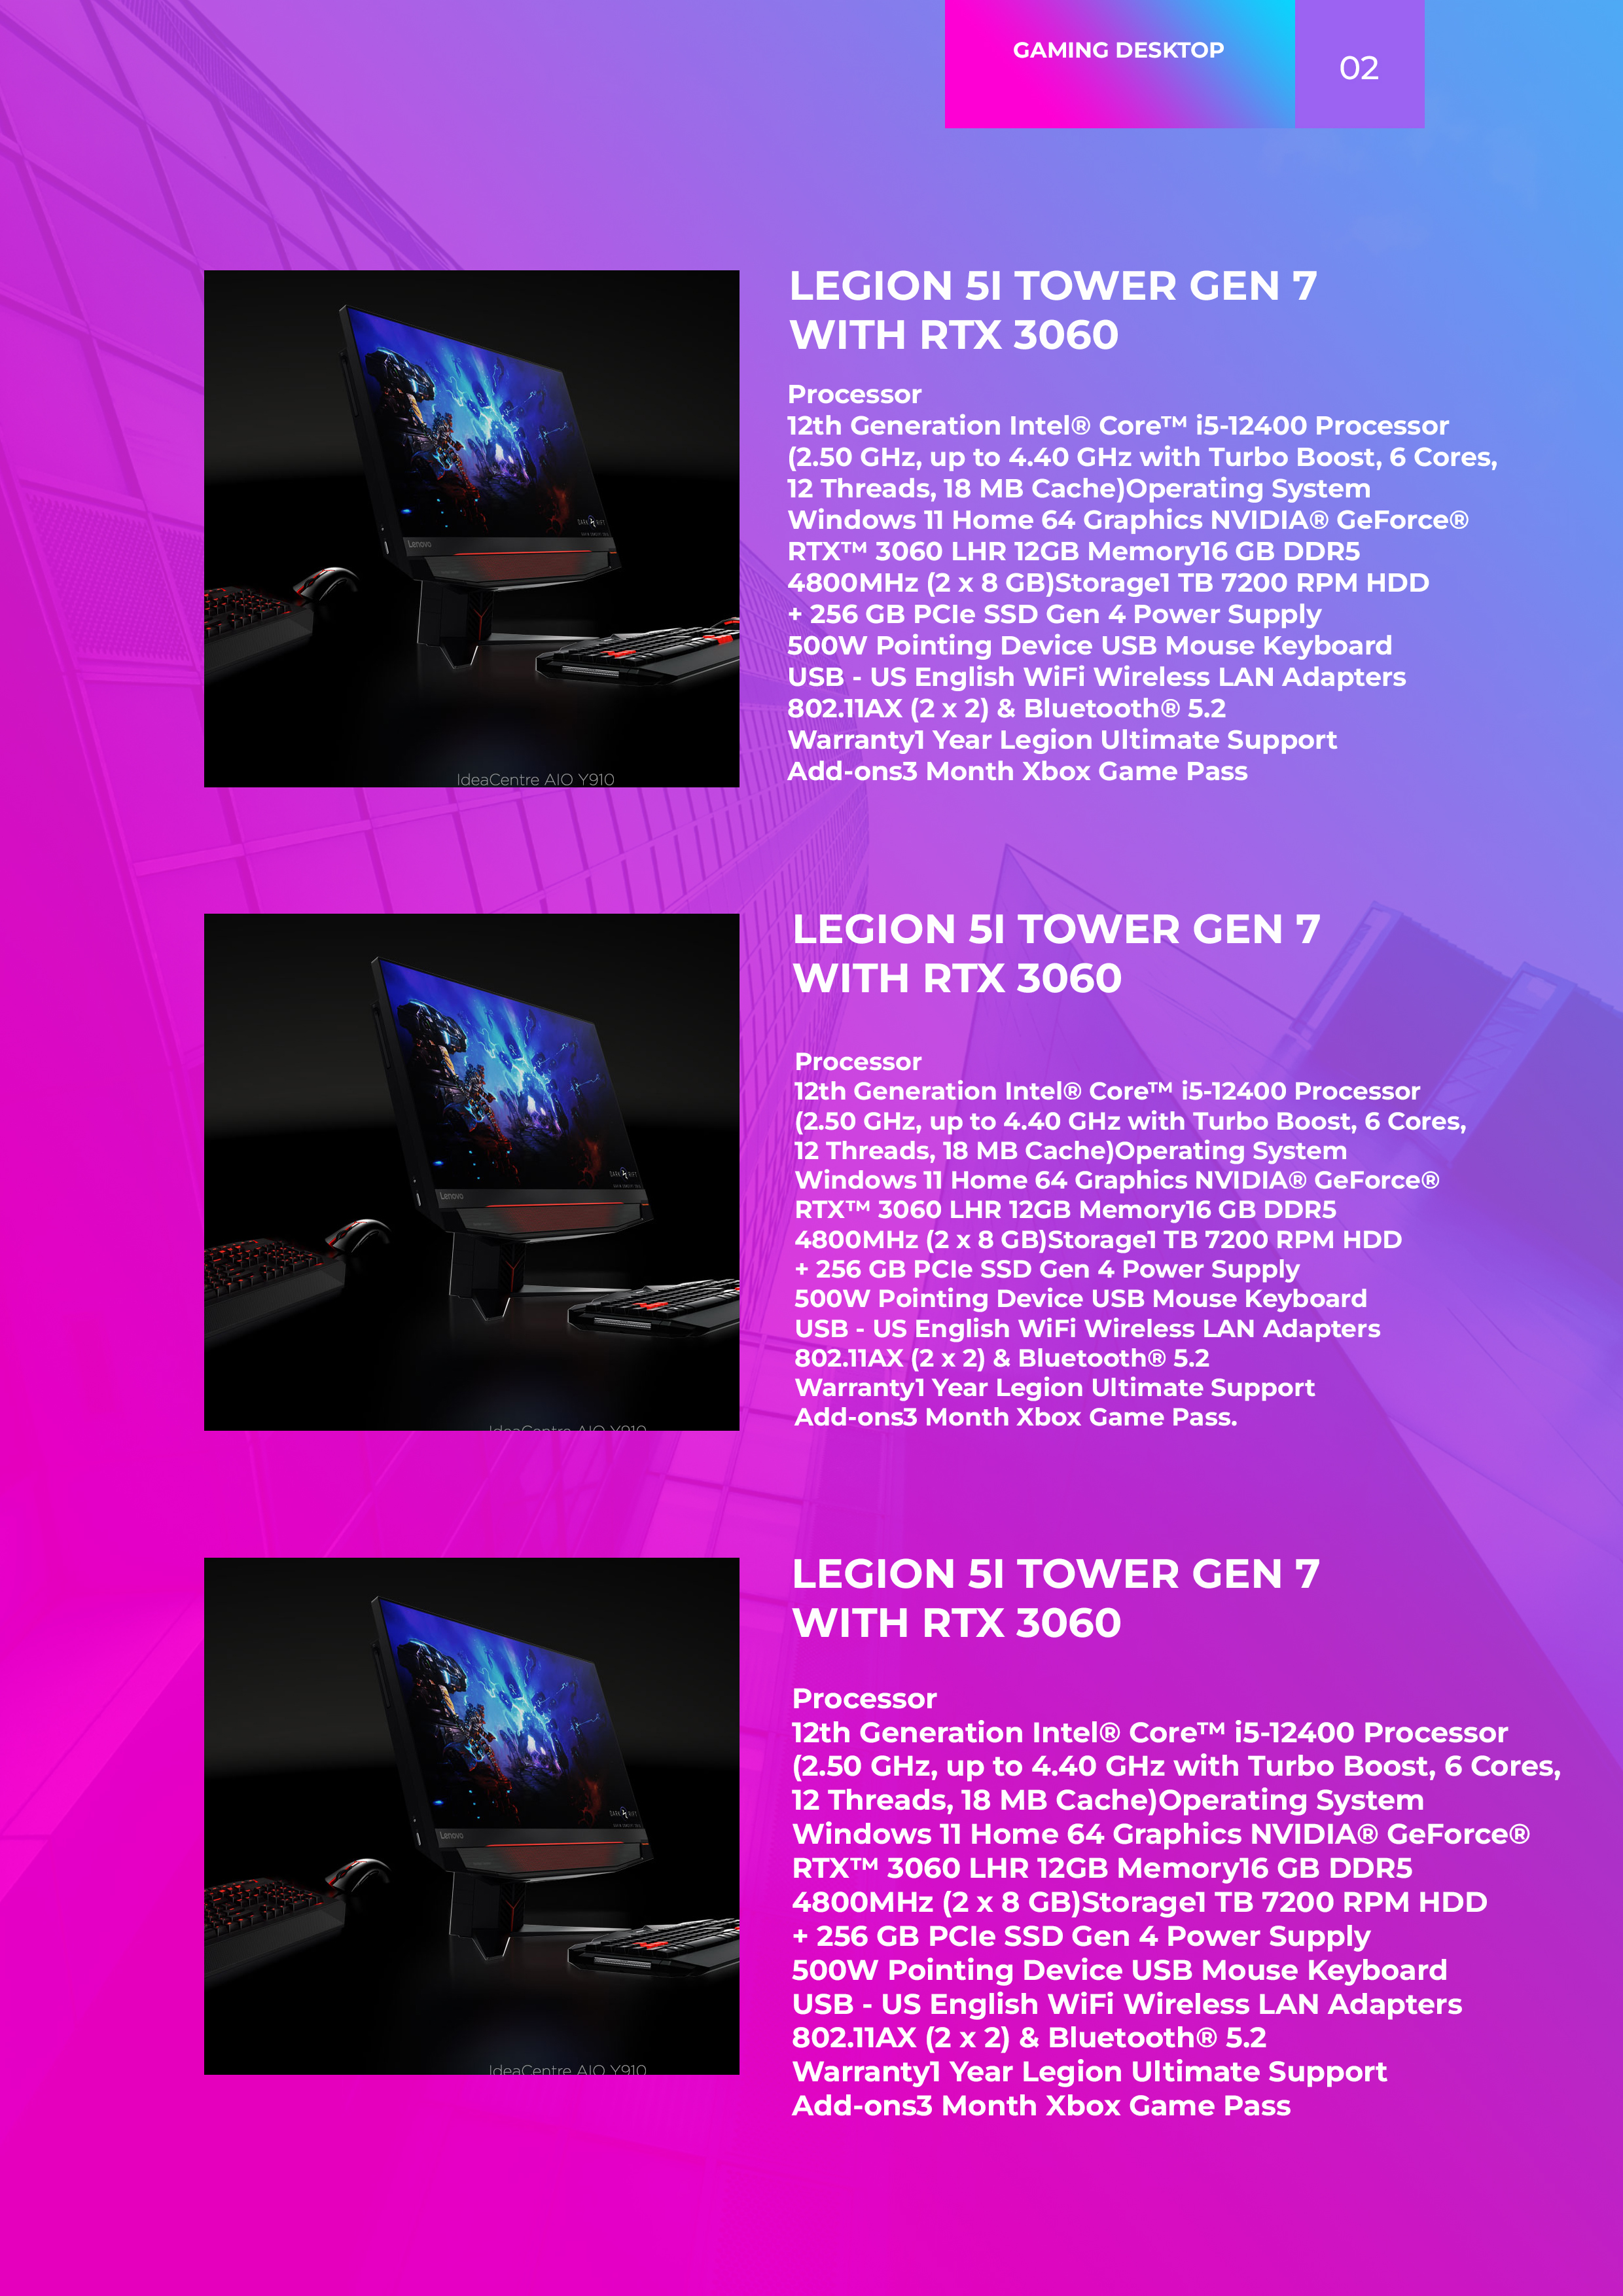 GAMING DESKTOP
02
LEGION 5I TOWER GEN 7
WITH RTX 3060
Processor
12th Generation Intel® Core™ i5-12400 Processor
(2.50 GHz, up to 4.40 GHz with Turbo Boost, 6 Cores,
12 Threads, 18 MB Cache)Operating System
Windows 11 Home 64 Graphics NVIDIA® GeForce®
RTX™ 3060 LHR 12GB Memory16 GB DDR5
4800MHz (2 x 8 GB)Storage1 TB 7200 RPM HDD
+ 256 GB PCIe SSD Gen 4 Power Supply
500W Pointing Device USB Mouse Keyboard
USB - US English WiFi Wireless LAN Adapters
802.11AX (2 x 2) & Bluetooth® 5.2
Warranty1 Year Legion Ultimate Support
Add-ons3 Month Xbox Game Pass
DARK RIFT
Lenovo
IdeaCentre AIO Y910
LEGION 5I TOWER GEN 7
WITH RTX 3060
Processor
12th Generation Intel® Core™ i5-12400 Processor
(2.50 GHz, up to 4.40 GHz with Turbo Boost, 6 Cores,
12 Threads, 18 MB Cache)Operating System
Windows 11 Home 64 Graphics NVIDIA® GeForce®
RTX™ 3060 LHR 12GB Memory16 GB DDR5
4800MHz (2 x 8 GB)Storage1 TB 7200 RPM HDD
+ 256 GB PCIe SSD Gen 4 Power Supply
500W Pointing Device USB Mouse Keyboard
USB - US English WiFi Wireless LAN Adapters
802.11AX (2 x 2) & Bluetooth® 5.2
Warranty1 Year Legion Ultimate Support
Add-ons3 Month Xbox Game Pass.
DARK RIFT
Lenovo
IdeaCentre AIO Y910
LEGION 5I TOWER GEN 7
WITH RTX 3060
Processor
12th Generation Intel® Core™ i5-12400 Processor
(2.50 GHz, up to 4.40 GHz with Turbo Boost, 6 Cores,
12 Threads, 18 MB Cache)Operating System
Windows 11 Home 64 Graphics NVIDIA® GeForce®
RTX™ 3060 LHR 12GB Memory16 GB DDR5
4800MHz (2 x 8 GB)Storage1 TB 7200 RPM HDD
+ 256 GB PCIe SSD Gen 4 Power Supply
500W Pointing Device USB Mouse Keyboard
USB - US English WiFi Wireless LAN Adapters
802.11AX (2 x 2) & Bluetooth® 5.2
Warranty1 Year Legion Ultimate Support
Add-ons3 Month Xbox Game Pass
DARK RIFT
Lenovo
IdeaCentre AIO Y910